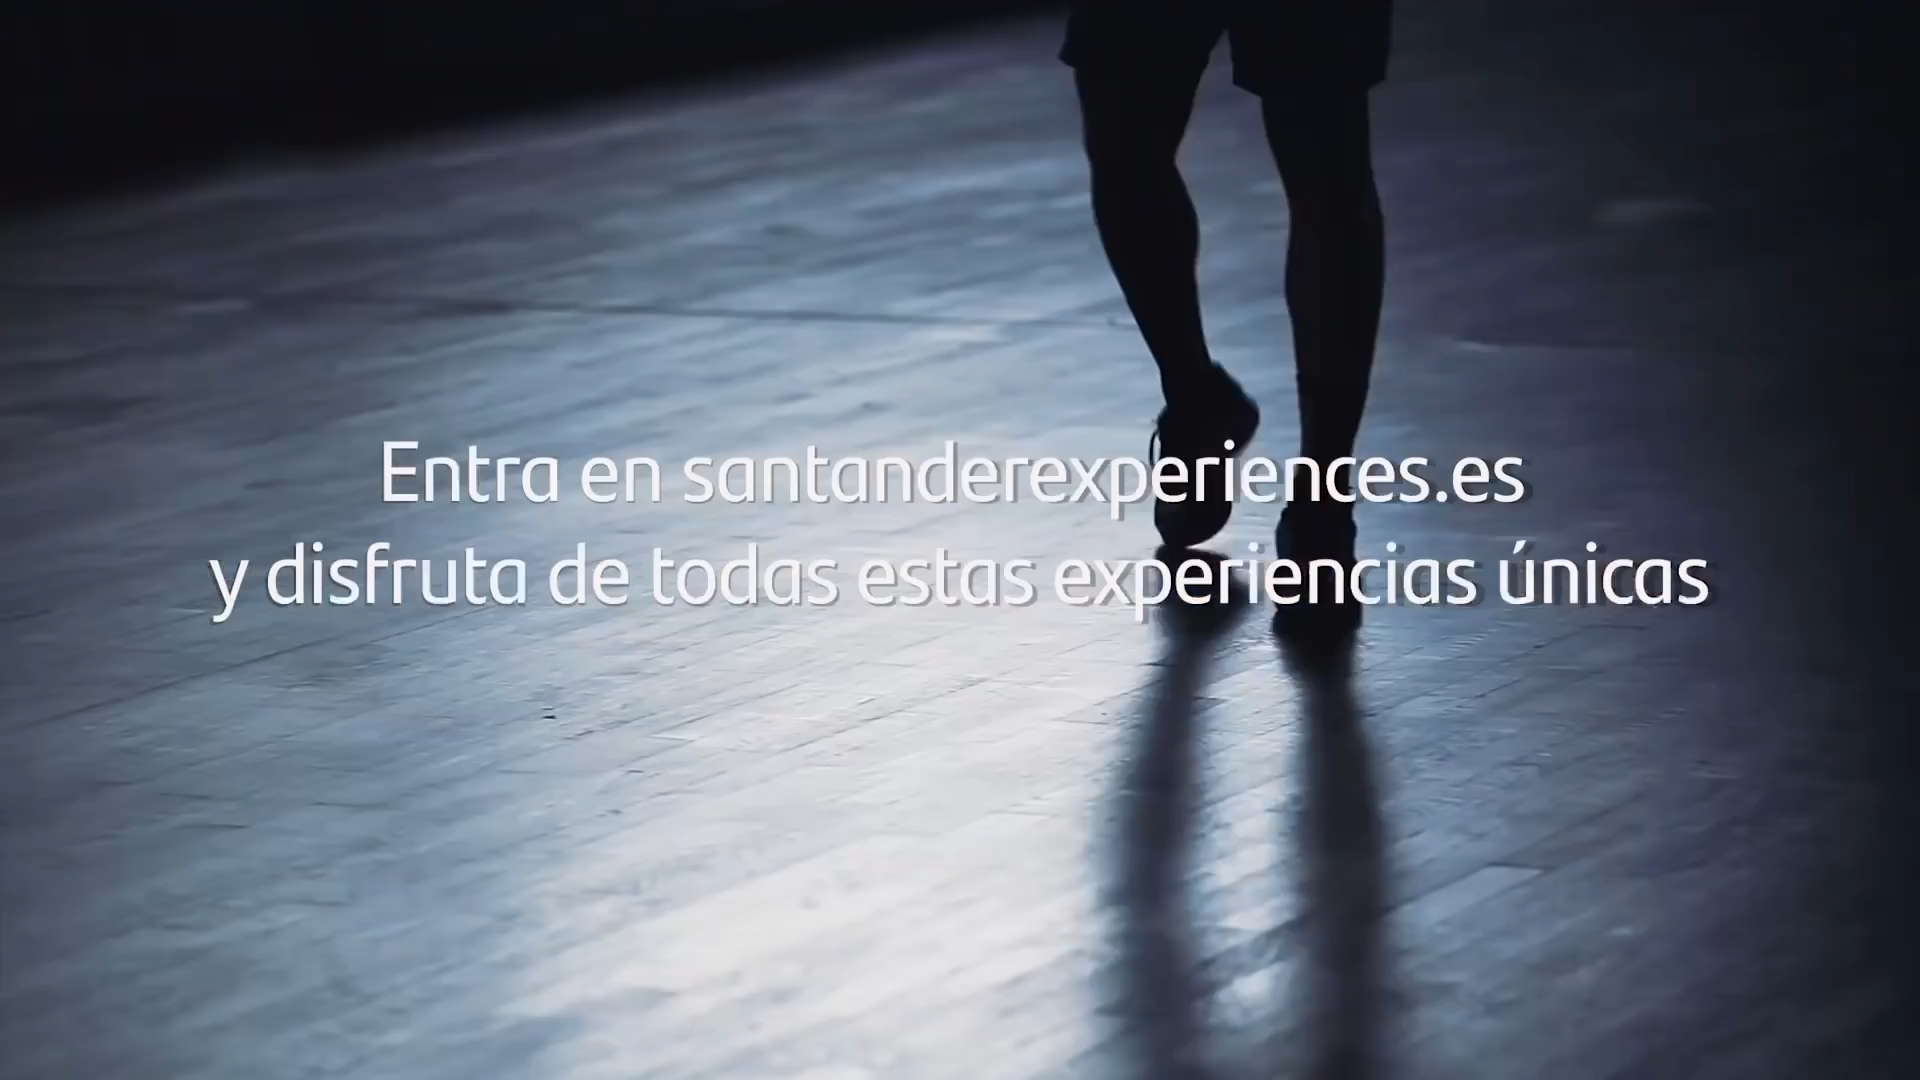 Entra en santanderexperiences.es
y disfruta de todas estas experiencias únicas